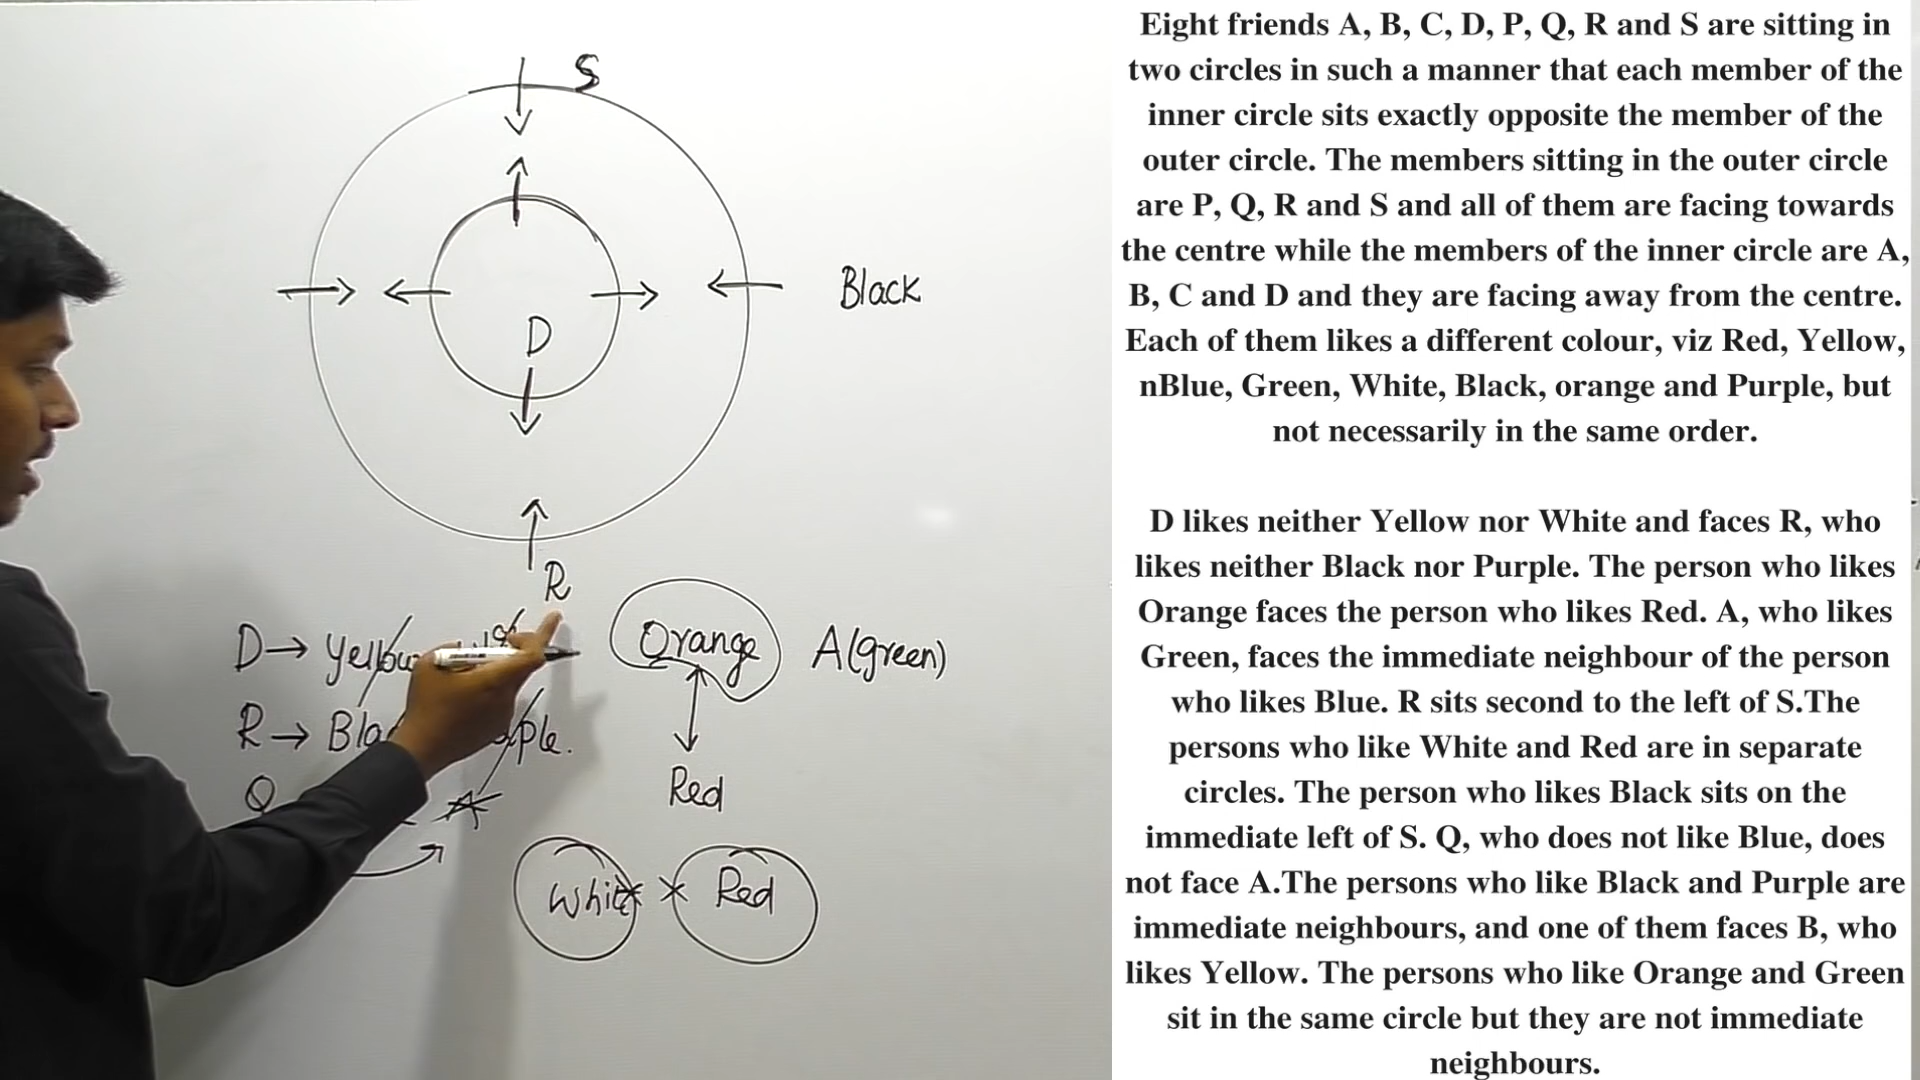 S
Black
D
R
D→ Yellow
Orange
A(green)
R→
ple.
Q
A
Red
White × Red
Eight friends A, B, C, D, P, Q, R and S are sitting in
two circles in such a manner that each member of the
inner circle sits exactly opposite the member of the
outer circle. The members sitting in the outer circle
are P, Q, R and S and all of them are facing towards
the centre while the members of the inner circle are A,
B, C and D and they are facing away from the centre.
Each of them likes a different colour, viz Red, Yellow,
nBlue, Green, White, Black, orange and Purple, but
not necessarily in the same order.
D likes neither Yellow nor White and faces R, who
likes neither Black nor Purple. The person who likes
Orange faces the person who likes Red. A, who likes
Green, faces the immediate neighbour of the person
who likes Blue. R sits second to the left of S.The
persons who like White and Red are in separate
circles. The person who likes Black sits on the
immediate left of S. Q, who does not like Blue, does
not face A.The persons who like Black and Purple are
immediate neighbours, and one of them faces B, who
likes Yellow. The persons who like Orange and Green
sit in the same circle but they are not immediate
neighbours.